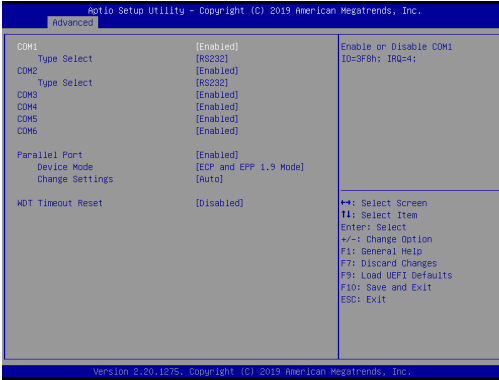 Aptio Setup Utility – Copyright (C) 2019 American Megatrends, Inc.
Advanced
COM1 [Enabled]
Type Select [RS232]
COM2 [Enabled]
Type Select [RS232]
COM3 [Enabled]
COM4 [Enabled]
COM5 [Enabled]
COM6 [Enabled]
Parallel Port [Enabled]
Device Mode [ECP and EPP 1.9 Mode]
Change Settings [Auto]
WDT Timeout Reset [Disabled]
Enable or Disable COM1
IO=3F8h; IRQ=4;
↔: Select Screen
↑↓: Select Item
Enter: Select
+/-: Change Option
F1: General Help
F7: Discard Changes
F9: Load UEFI Defaults
F10: Save and Exit
ESC: Exit
Version 2.20.1275. Copyright (C) 2019 American Megatrends, Inc.